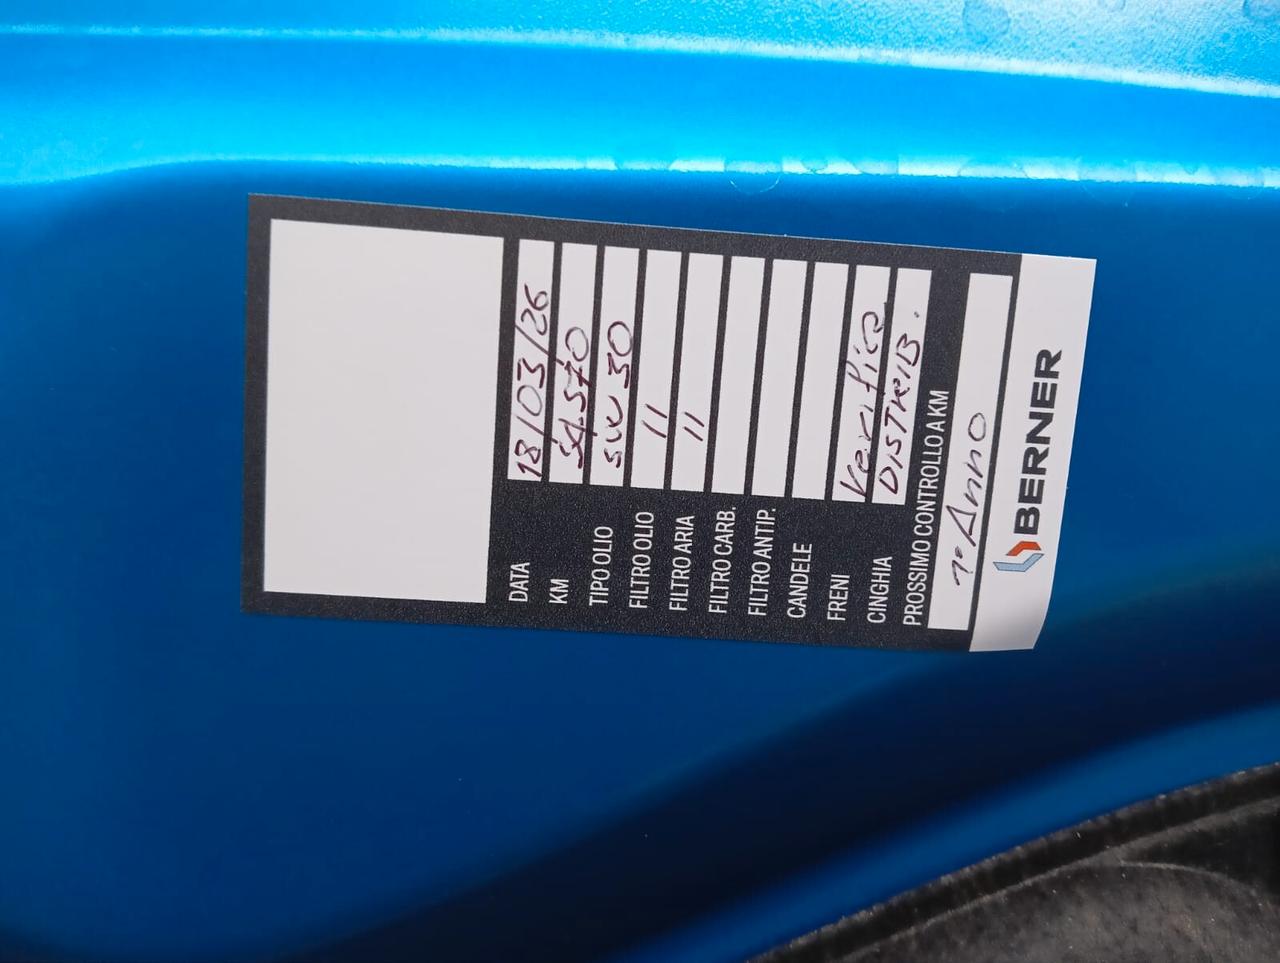 DATA 18/03/26
KM 54.570
TIPO OLIO 5W30
FILTRO OLIO 11
FILTRO ARIA 11
FILTRO CARB.
FILTRO ANTIP.
CANDELE
FRENI Verifica
CINGHIA DISTRIB.
PROSSIMO CONTROLLO A KM
1° Anno
BERNER